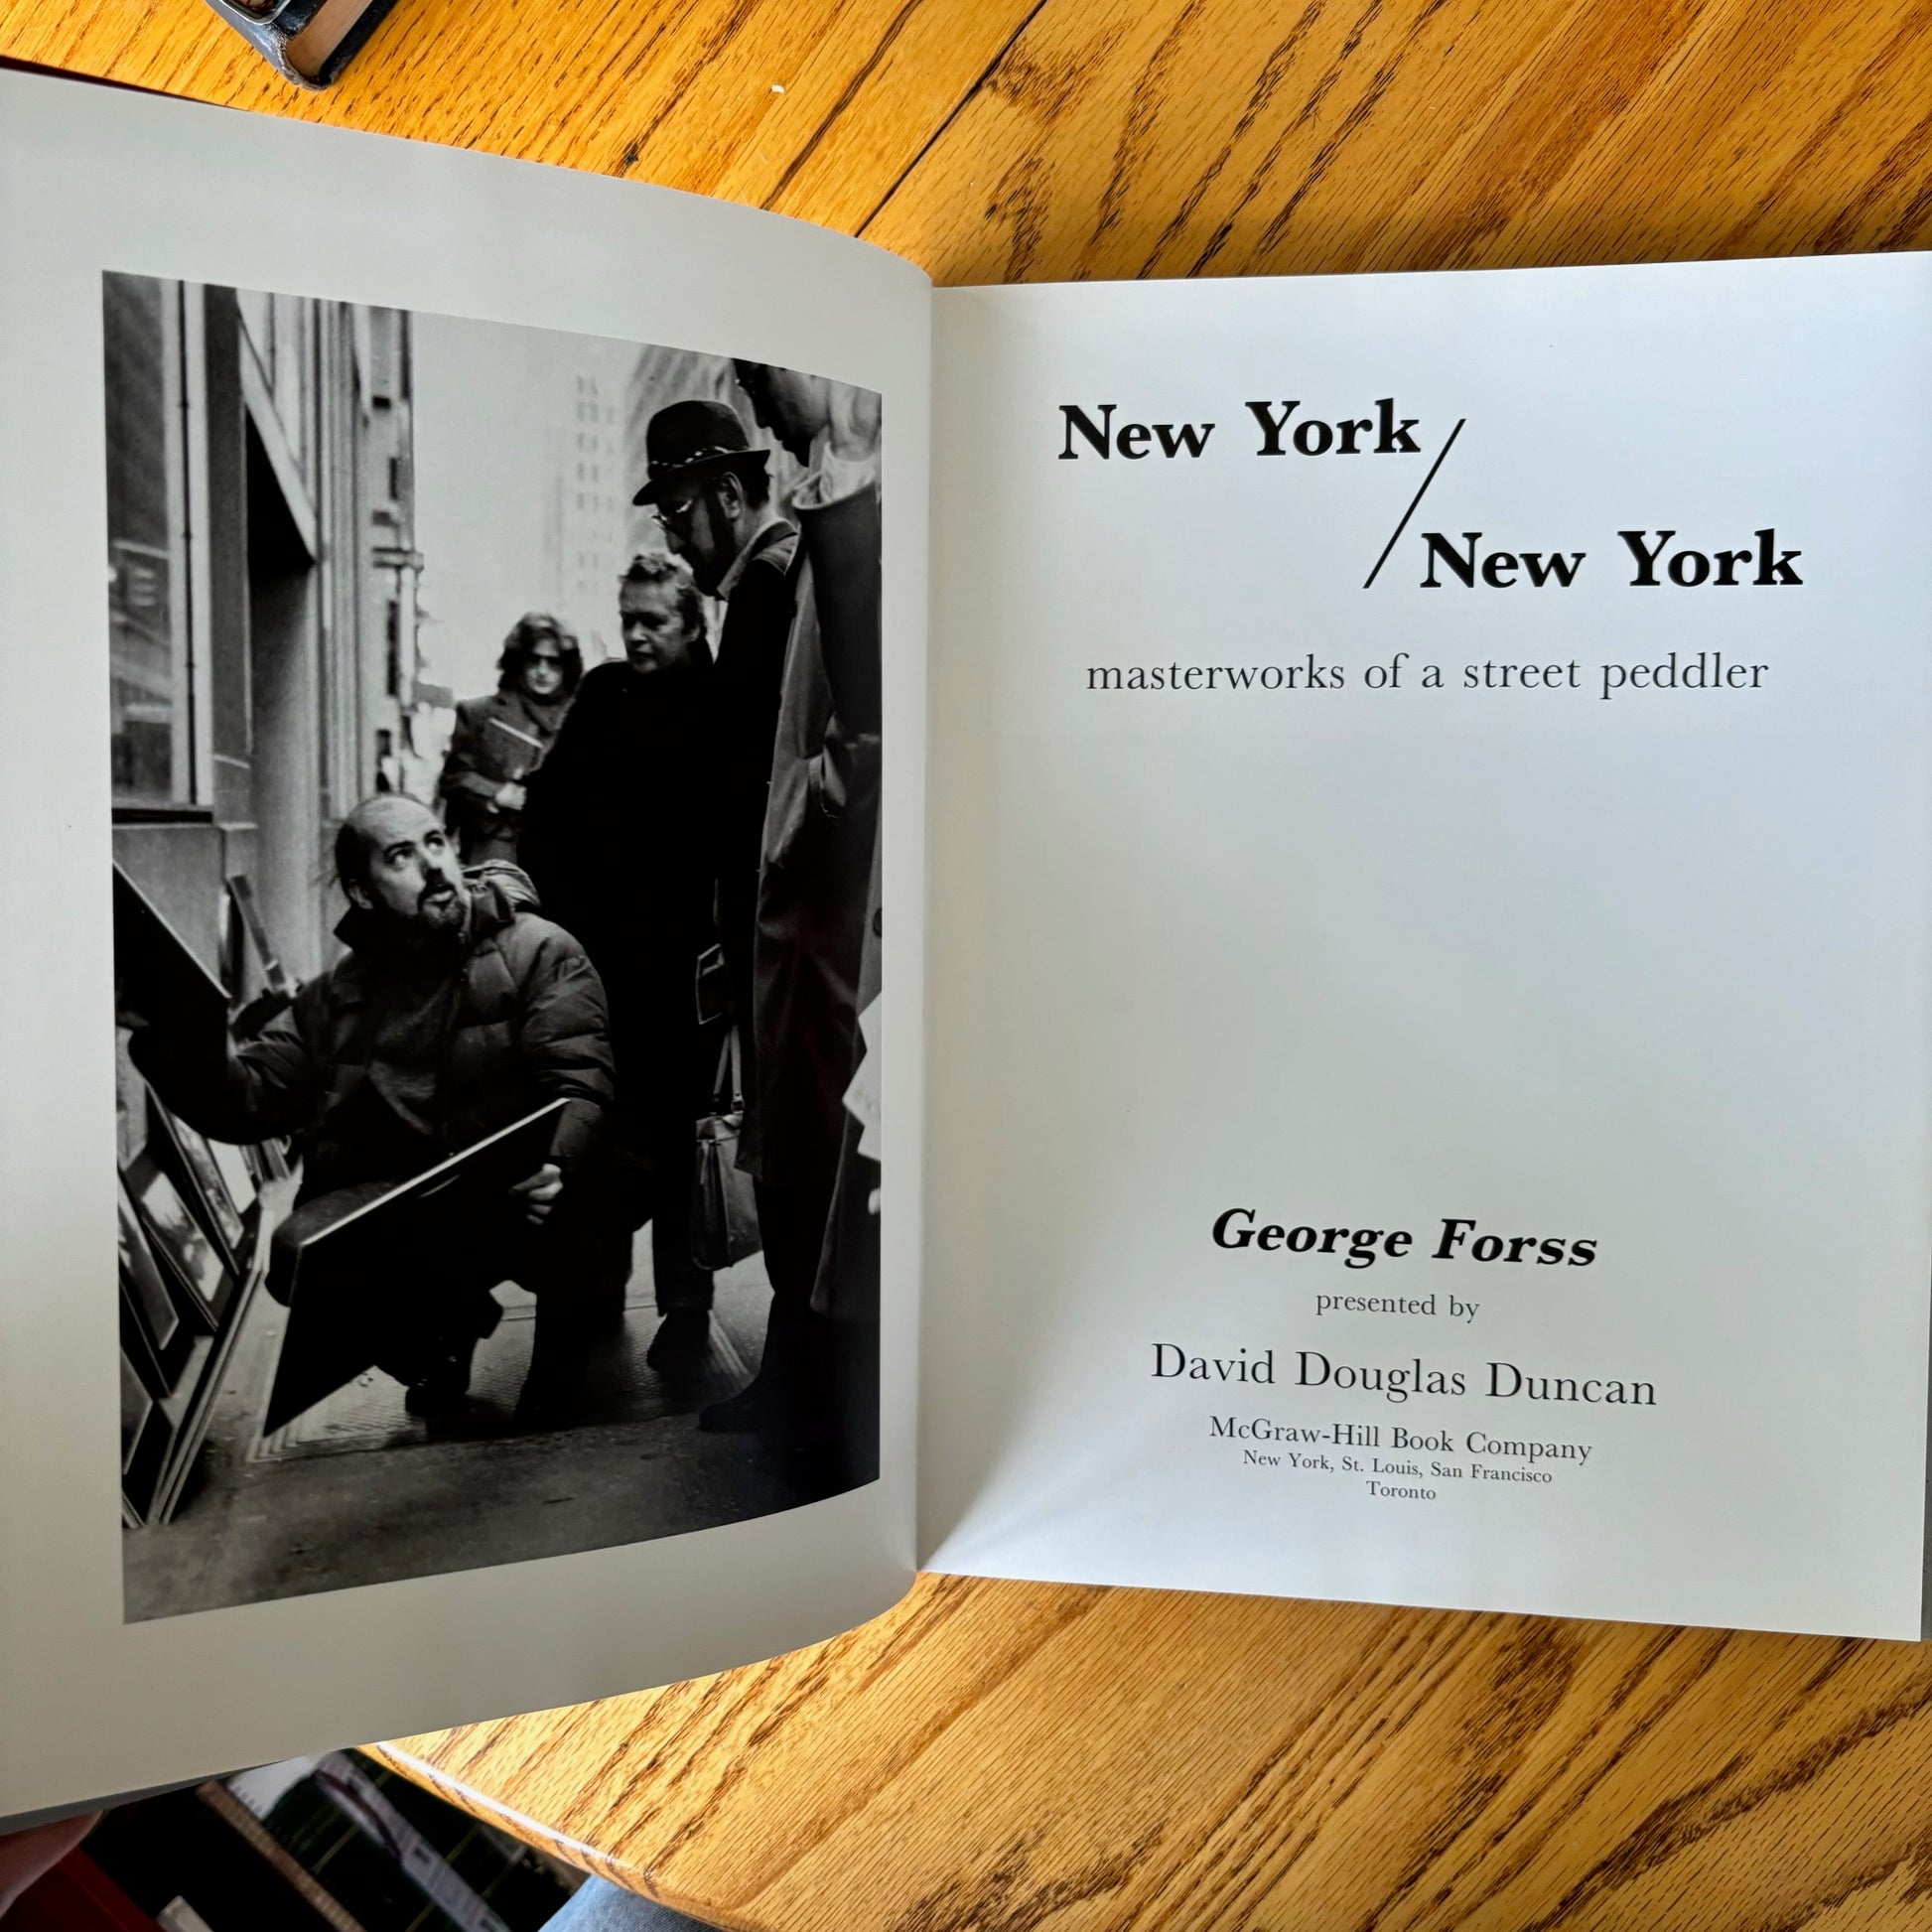 New York/
New York
masterworks of a street peddler
George Forss
presented by
David Douglas Duncan
McGraw-Hill Book Company
New York, St. Louis, San Francisco
Toronto